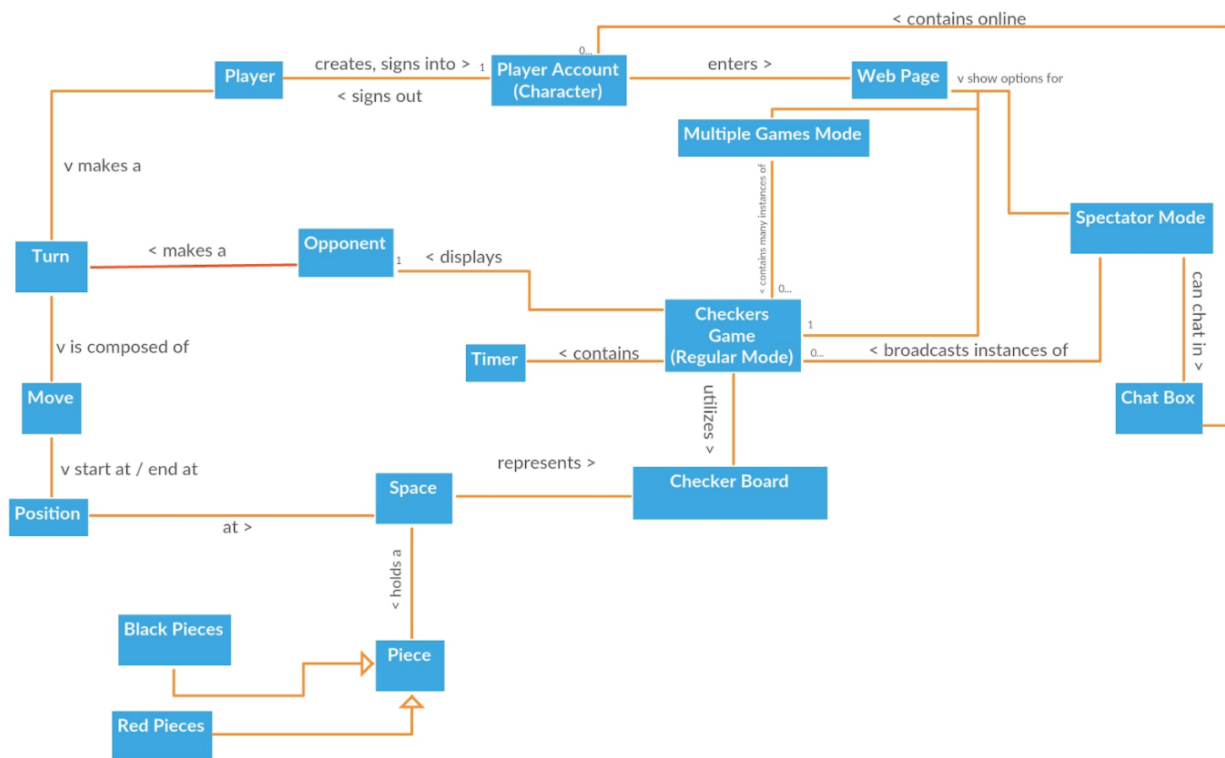 < contains online
0...
Player
creates, signs into >
1
< signs out
Player Account
(Character)
enters >
Web Page
v show options for
Multiple Games Mode
v makes a
< contains many instances of
Spectator Mode
Turn
< makes a
Opponent
1
< displays
0...
can chat in >
Checkers
Game
(Regular Mode)
1
0...
v is composed of
Timer
< contains
< broadcasts instances of
Move
utilizes >
Chat Box
v start at / end at
represents >
Position
at >
Space
Checker Board
< holds a
Black Pieces
Piece
Red Pieces